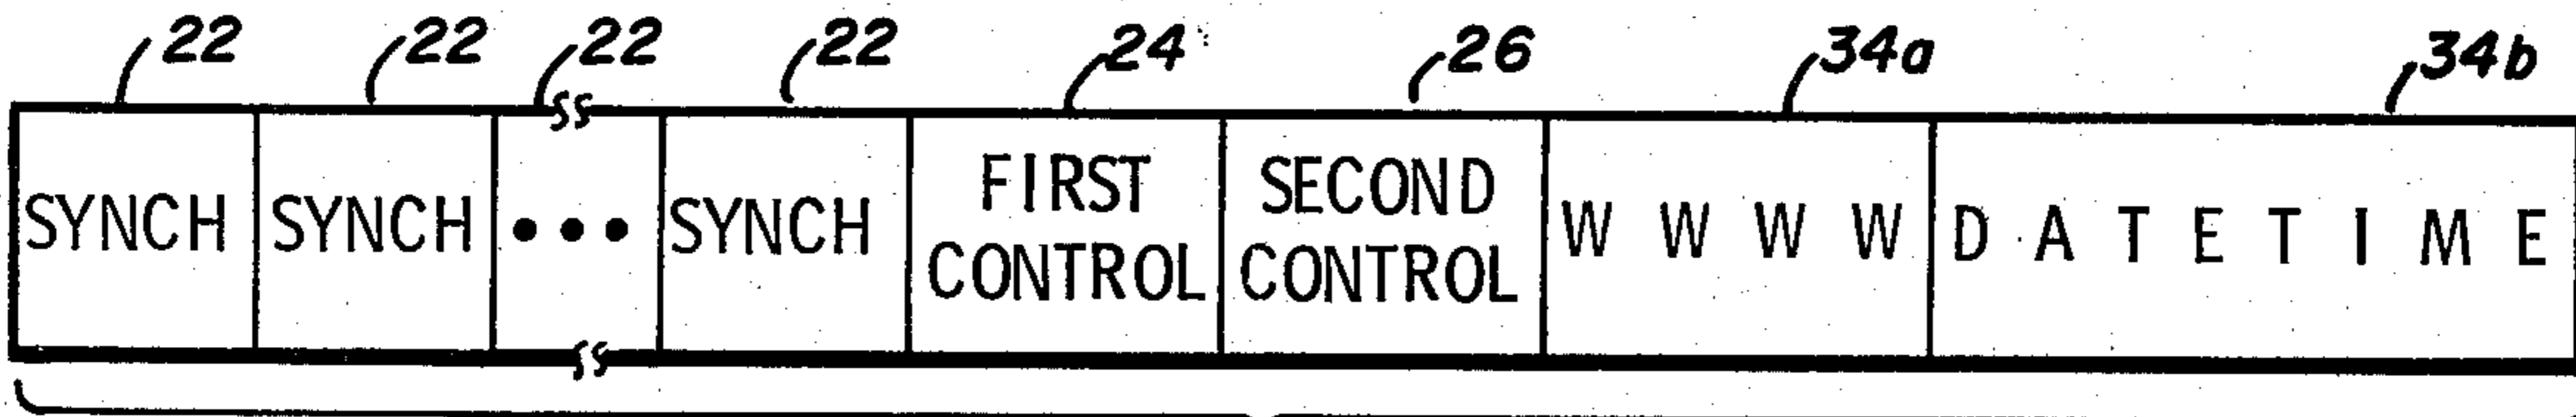 22 22 22 22 24 26 34a 34b
SYNCH SYNCH ... SYNCH FIRST CONTROL SECOND CONTROL W W W W D A T E T I M E